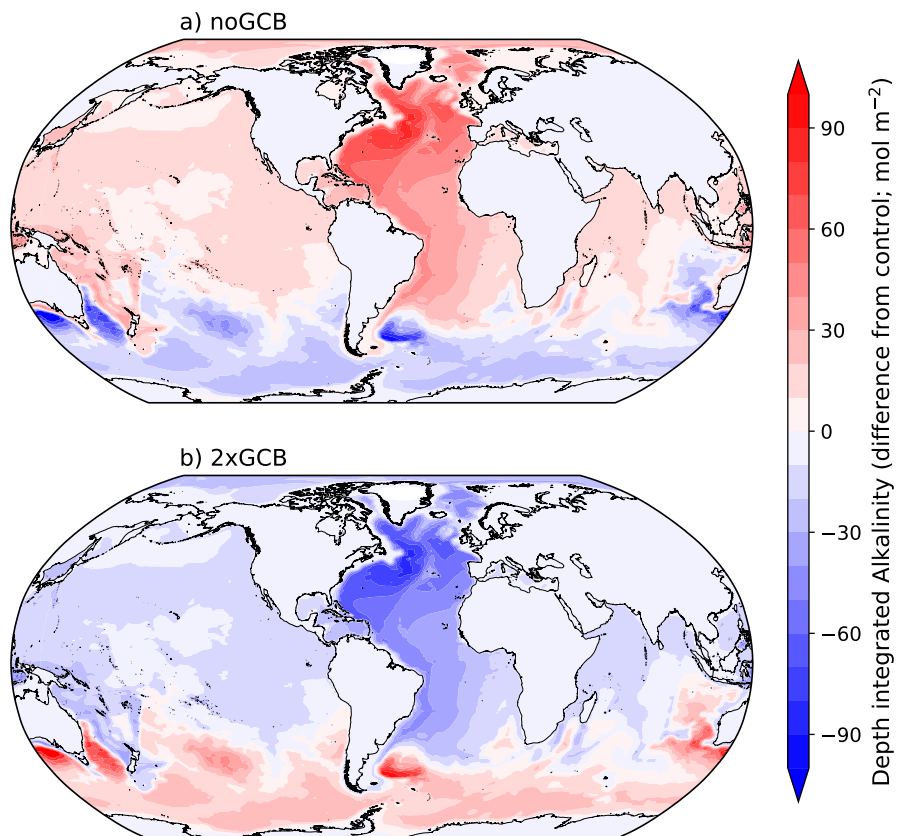 a) noGCB
90
60
30
0
−30
−60
−90
Depth integrated Alkalinity (difference from control; mol m⁻²)
b) 2xGCB